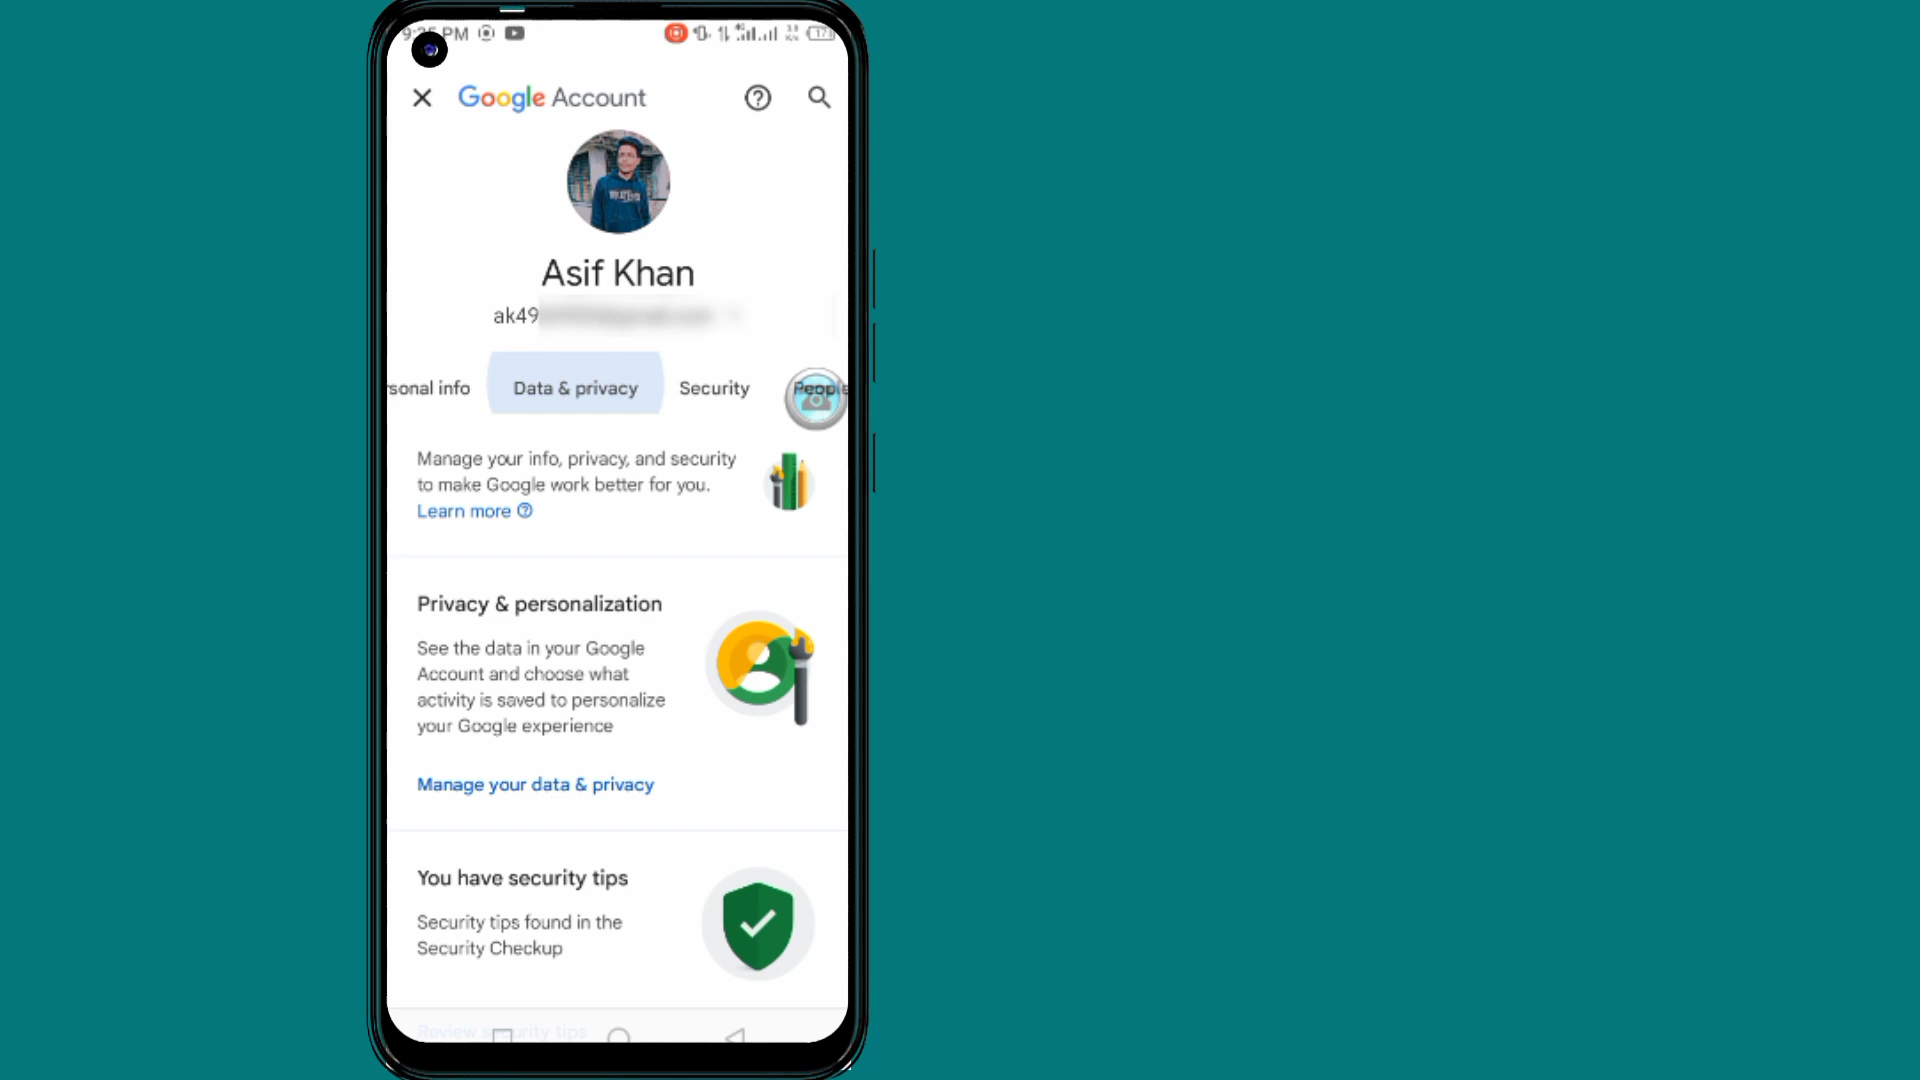 Google Account
Asif Khan
ak49
sonal info Data & privacy Security People
Manage your info, privacy, and security
to make Google work better for you.
Learn more
Privacy & personalization
See the data in your Google
Account and choose what
activity is saved to personalize
your Google experience
Manage your data & privacy
You have security tips
Security tips found in the
Security Checkup
Review security tips